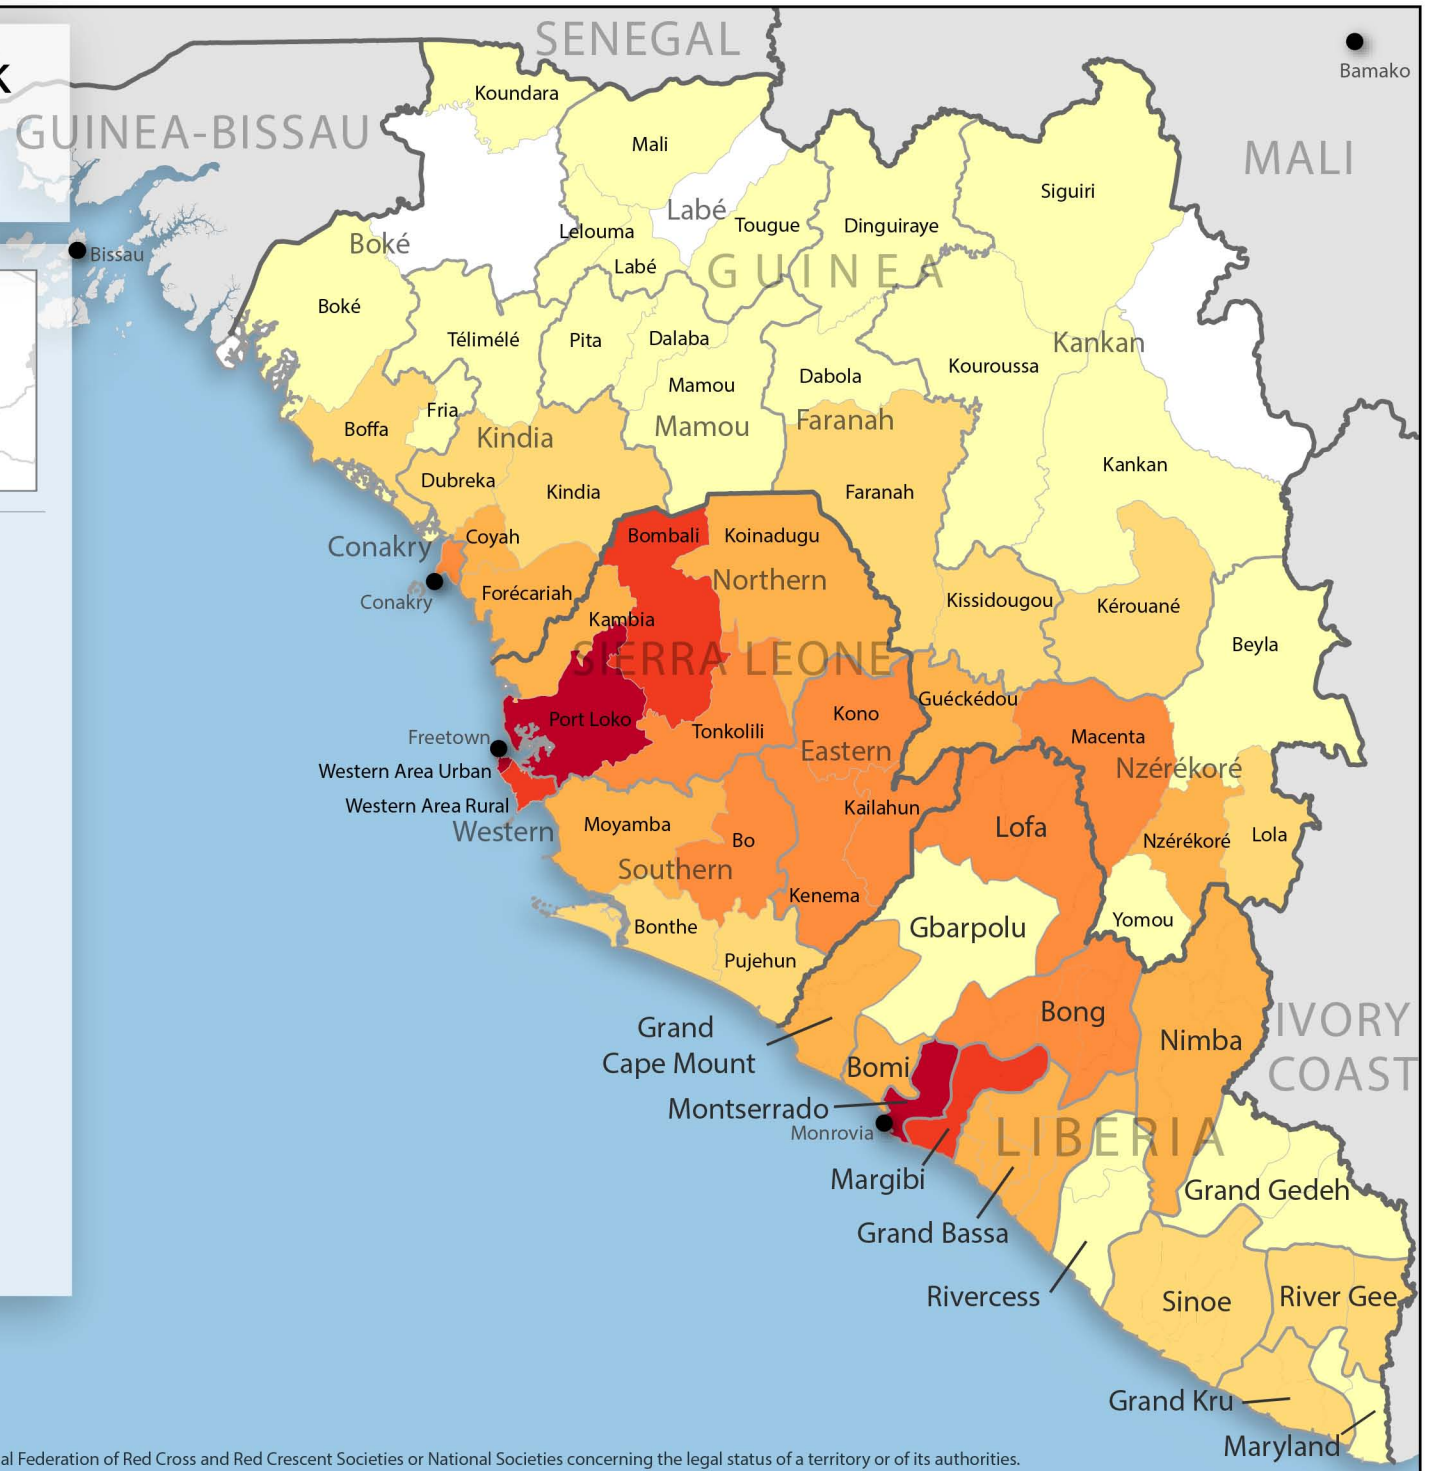 SENEGAL
Bamako
K
Koundara
GUINEA-BISSAU
Mali
MALI
Siguiri
Labé
Tougue
Dinguiraye
Lelouma
Boké
Bissau
Labé
GUINEA
Boké
Télimélé
Pita
Dalaba
Kankan
Kouroussa
Dabola
Mamou
Fria
Faranah
Boffa
Kindia
Mamou
Kankan
Dubreka
Kindia
Faranah
Coyah
Bombali
Koinadugu
Conakry
Northern
Forécariah
Conakry
Kissidougou
Kérouané
Kambia
Beyla
SIERRA LEONE
Guéckédou
Port Loko
Kono
Tonkolili
Macenta
Freetown
Eastern
Nzérékoré
Western Area Urban
Western Area Rural
Kailahun
Western
Moyamba
Lofa
Bo
Nzérékoré
Lola
Southern
Kenema
Bonthe
Gbarpolu
Yomou
Pujehun
Bong
IVORY
COAST
Grand
Cape Mount
Nimba
Bomi
Montserrado
Monrovia
LIBERIA
Margibi
Grand Gedeh
Grand Bassa
Rivercess
Sinoe
River Gee
Grand Kru
Maryland
al Federation of Red Cross and Red Crescent Societies or National Societies concerning the legal status of a territory or of its authorities.